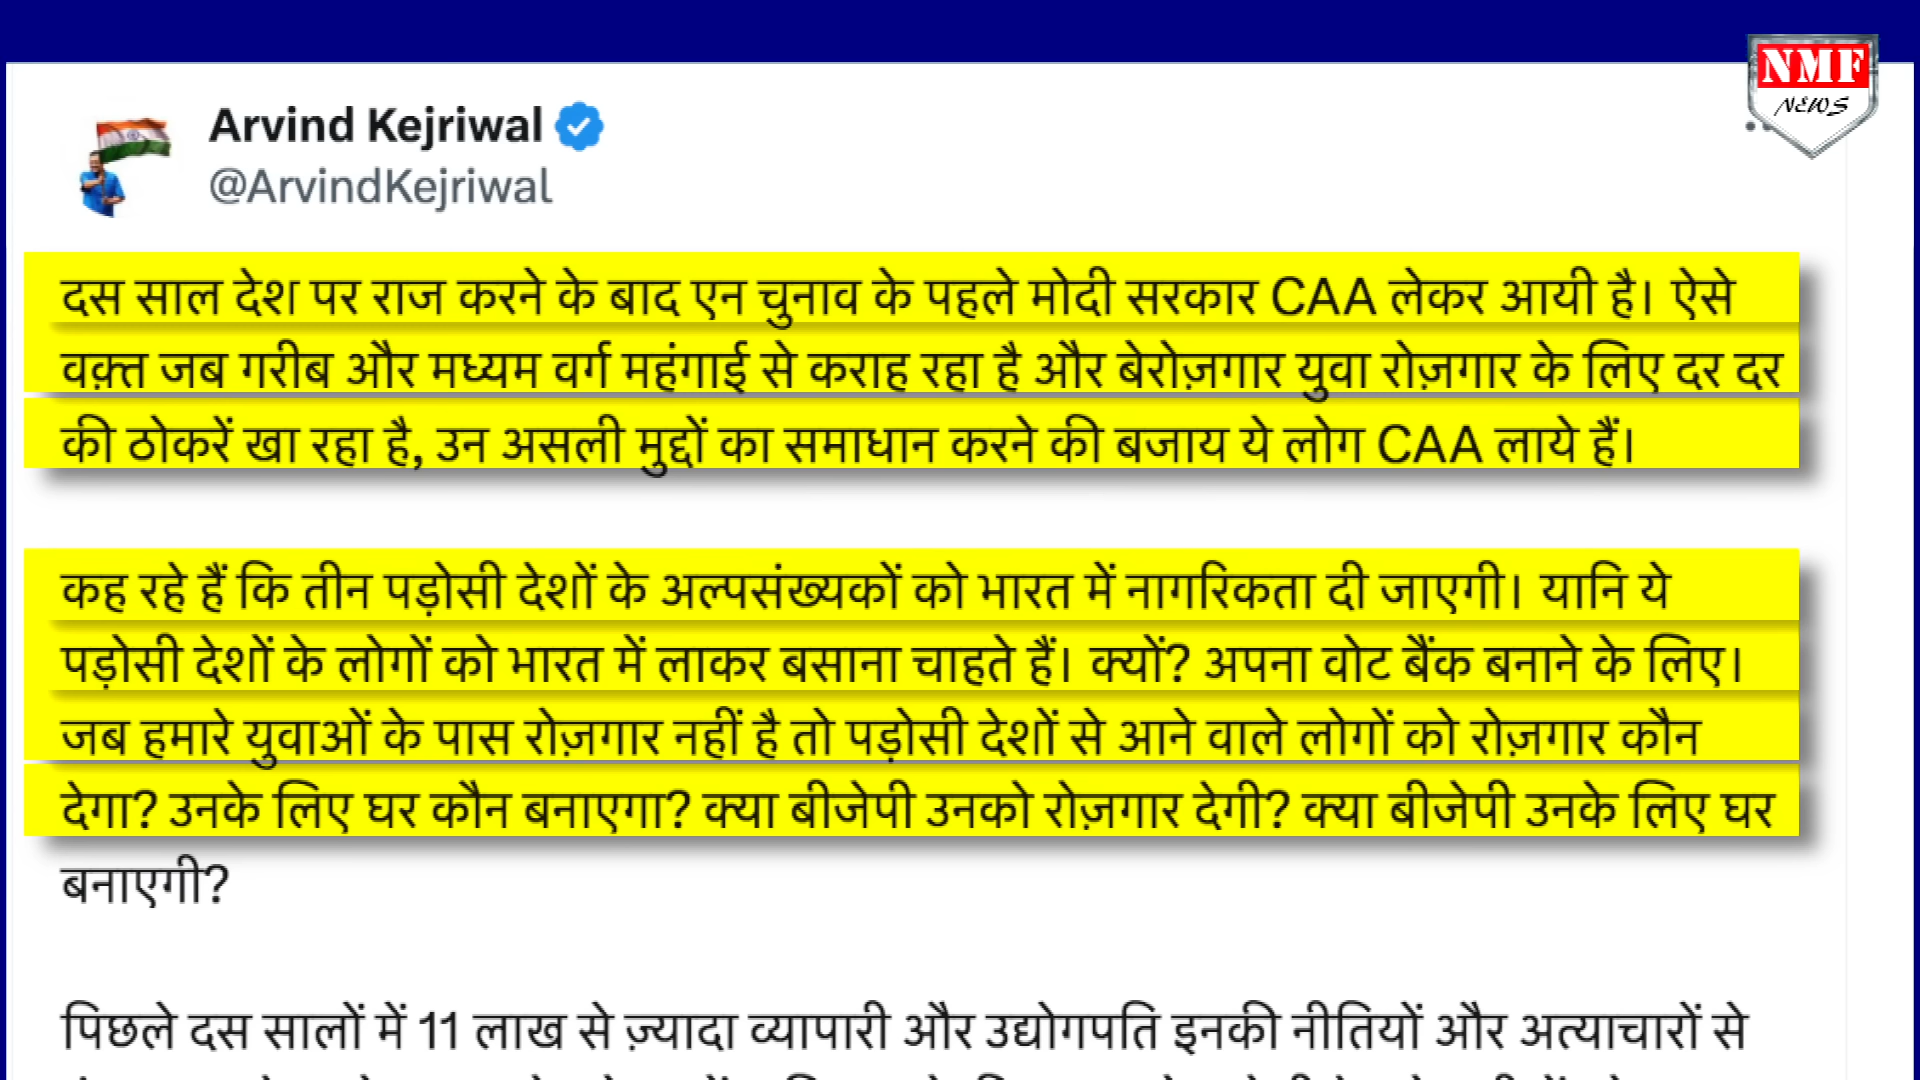 NMF
NEWS
Arvind Kejriwal
@ArvindKejriwal
दस साल देश पर राज करने के बाद एन चुनाव के पहले मोदी सरकार CAA लेकर आयी है। ऐसे
वक़्त जब गरीब और मध्यम वर्ग महंगाई से कराह रहा है और बेरोज़गार युवा रोज़गार के लिए दर दर
की ठोकरें खा रहा है, उन असली मुद्दों का समाधान करने की बजाय ये लोग CAA लाये हैं।
कह रहे हैं कि तीन पड़ोसी देशों के अल्पसंख्यकों को भारत में नागरिकता दी जाएगी। यानि ये
पड़ोसी देशों के लोगों को भारत में लाकर बसाना चाहते हैं। क्यों? अपना वोट बैंक बनाने के लिए।
जब हमारे युवाओं के पास रोज़गार नहीं है तो पड़ोसी देशों से आने वाले लोगों को रोज़गार कौन
देगा? उनके लिए घर कौन बनाएगा? क्या बीजेपी उनको रोज़गार देगी? क्या बीजेपी उनके लिए घर
बनाएगी?
पिछले दस सालों में 11 लाख से ज़्यादा व्यापारी और उद्योगपति इनकी नीतियों और अत्याचारों से